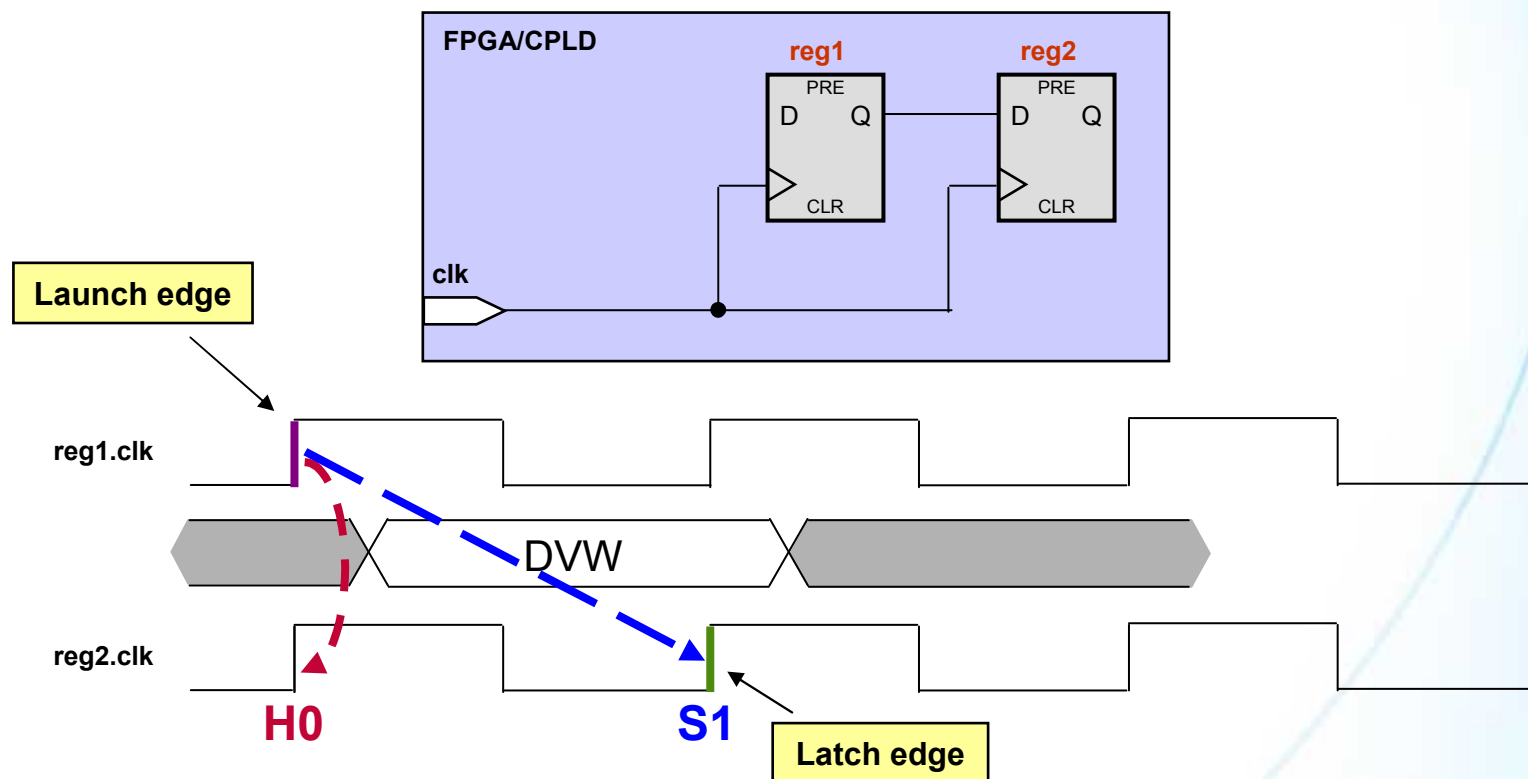 FPGA/CPLD
reg1
reg2
PRE
PRE
D
Q
D
Q
CLR
CLR
clk
Launch edge
reg1.clk
DVW
reg2.clk
H0
S1
Latch edge